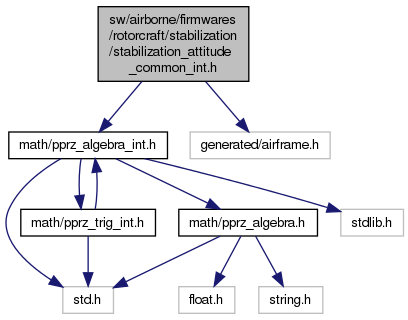 sw/airborne/firmwares
/rotorcraft/stabilization
/stabilization_attitude
_common_int.h
math/pprz_algebra_int.h
generated/airframe.h
math/pprz_trig_int.h
math/pprz_algebra.h
stdlib.h
std.h
float.h
string.h